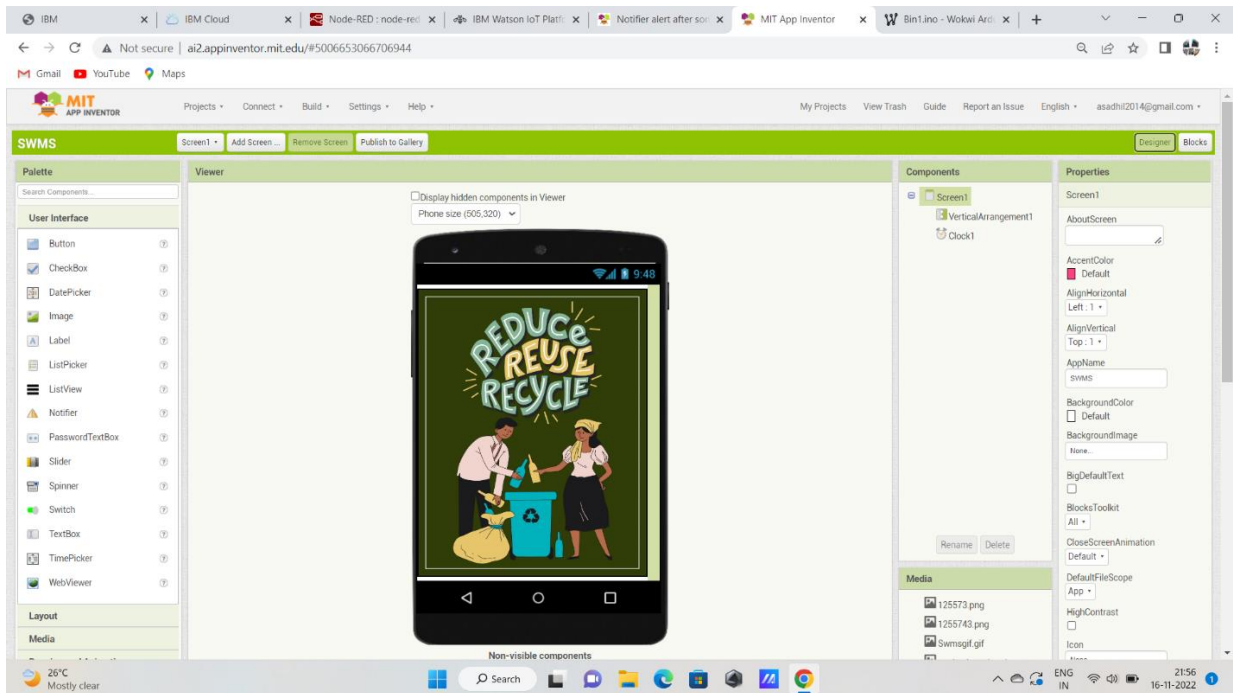 IBM
IBM Cloud
Node-RED : node-red
IBM Watson IoT Platf
Notifier alert after son
MIT App Inventor
Bin1.ino - Wokwi Ard
Not secure | ai2.appinventor.mit.edu/#5006653066706944
Gmail YouTube Maps
MIT
APP INVENTOR
Projects Connect Build Settings Help
My Projects View Trash Guide Report an Issue English asadhil2014@gmail.com
SWMS
Screen1 Add Screen ... Remove Screen Publish to Gallery
Designer Blocks
Palette
Search Components...
User Interface
Button
CheckBox
DatePicker
Image
Label
ListPicker
ListView
Notifier
PasswordTextBox
Slider
Spinner
Switch
TextBox
TimePicker
WebViewer
Layout
Media
Viewer
Display hidden components in Viewer
Phone size (505,320)
9:48
REDUCe
REUSE
RECYCLE
Non-visible components
Components
Screen1
VerticalArrangement1
Clock1
Rename Delete
Media
125573.png
1255743.png
Swmsgif.gif
Properties
Screen1
AboutScreen
AccentColor
Default
AlignHorizontal
Left : 1
AlignVertical
Top : 1
AppName
SWMS
BackgroundColor
Default
BackgroundImage
None...
BigDefaultText
BlocksToolkit
All
CloseScreenAnimation
Default
DefaultFileScope
App
HighContrast
Icon
26°C
Mostly clear
Search
ENG
IN
21:56
16-11-2022
1